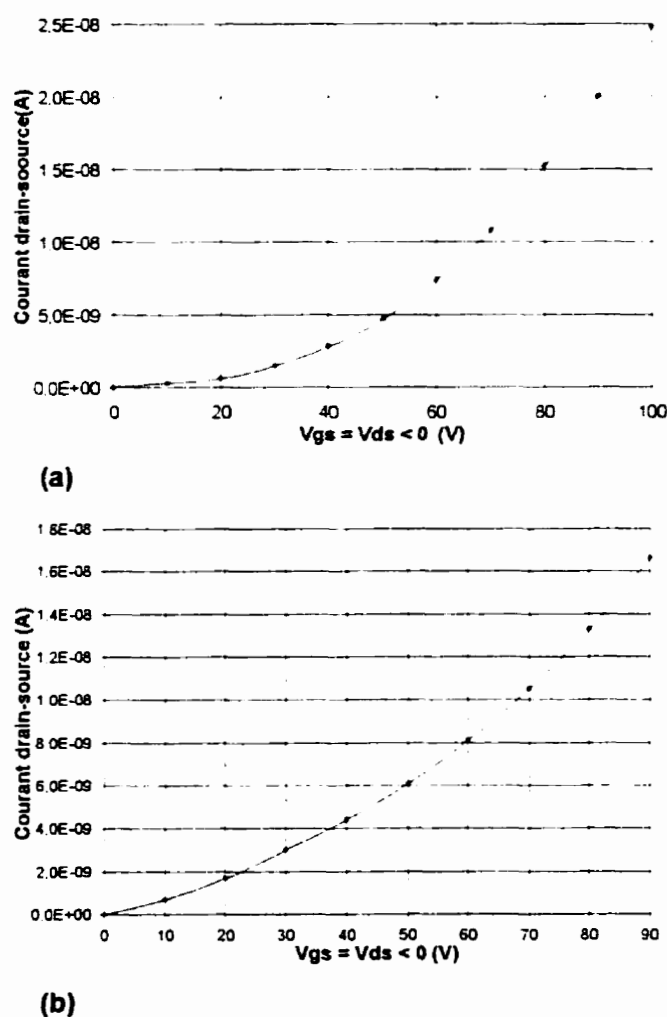 2.5E-08
2.0E-08
1.5E-08
1.0E-08
5.0E-09
0.0E+00
Courant drain-soource(A)
0 20 40 60 80 100
Vgs = Vds < 0 (V)
(a)
1.8E-08
1.6E-08
1.4E-08
1.2E-08
1.0E-08
8.0E-09
6.0E-09
4.0E-09
2.0E-09
0.0E+00
Courant drain-source (A)
0 10 20 30 40 50 60 70 80 90
Vgs = Vds < 0 (V)
(b)